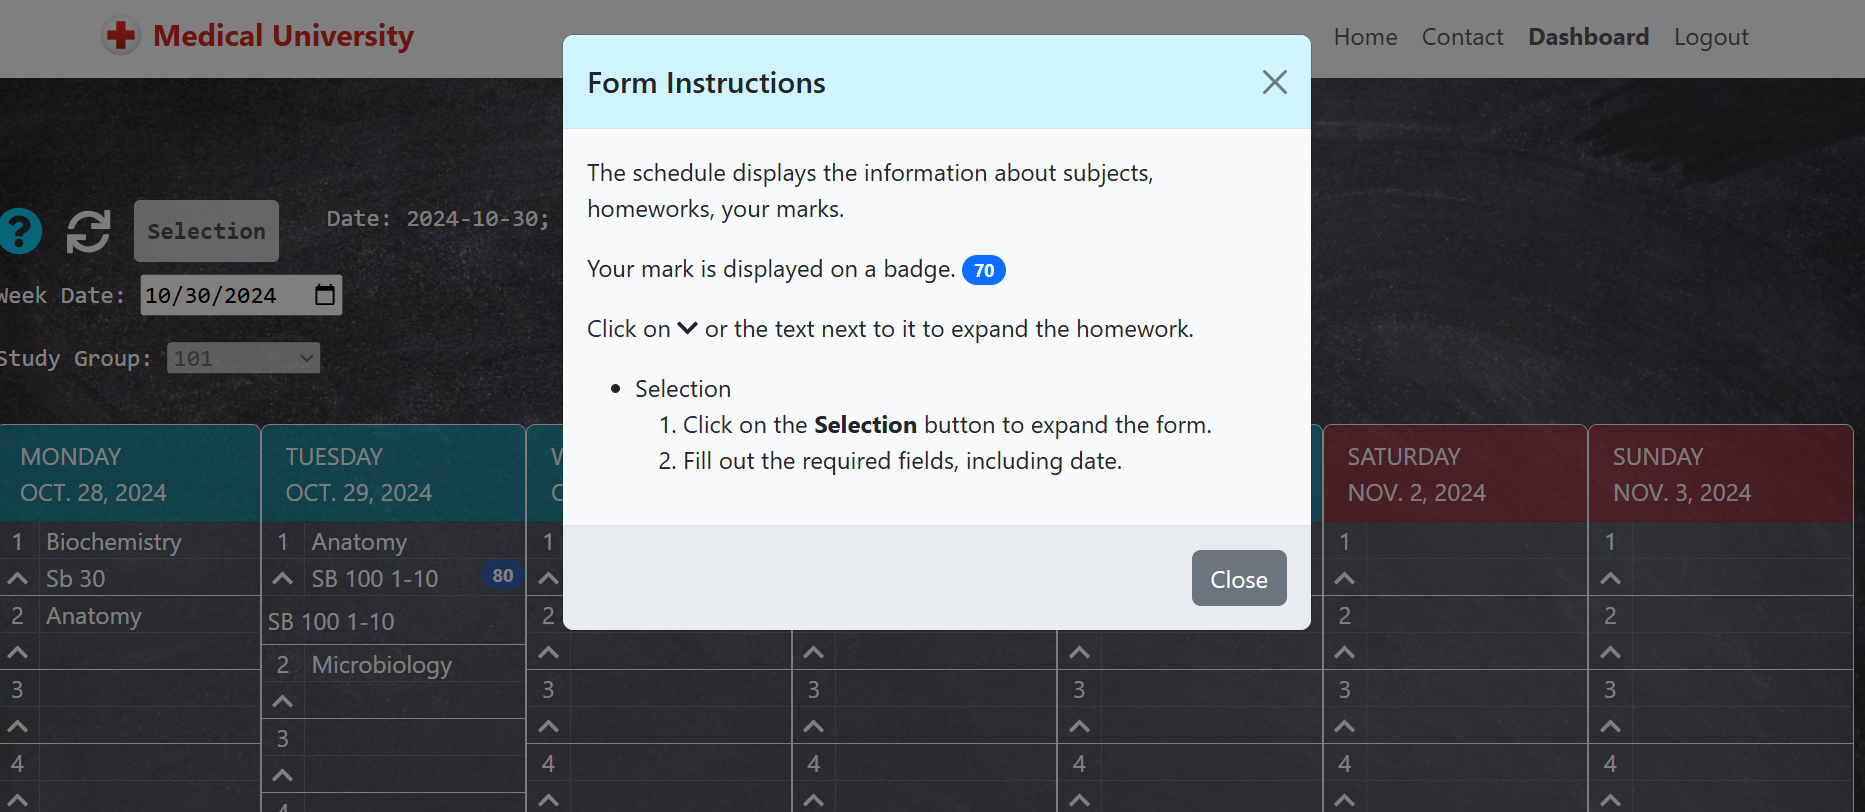 Medical University
Home Contact Dashboard Logout
Form Instructions
The schedule displays the information about subjects,
homeworks, your marks.
Your mark is displayed on a badge. 70
Click on or the text next to it to expand the homework.
• Selection
1. Click on the Selection button to expand the form.
2. Fill out the required fields, including date.
Close
?
Selection
Date: 2024-10-30;
Week Date: 10/30/2024
Study Group: 101
MONDAY
OCT. 28, 2024
1 Biochemistry
Sb 30
2 Anatomy
3
4
TUESDAY
OCT. 29, 2024
1 Anatomy
SB 100 1-10 80
SB 100 1-10
2 Microbiology
3
4
1
2
3
4
3
4
3
4
SATURDAY
NOV. 2, 2024
1
2
3
4
SUNDAY
NOV. 3, 2024
1
2
3
4